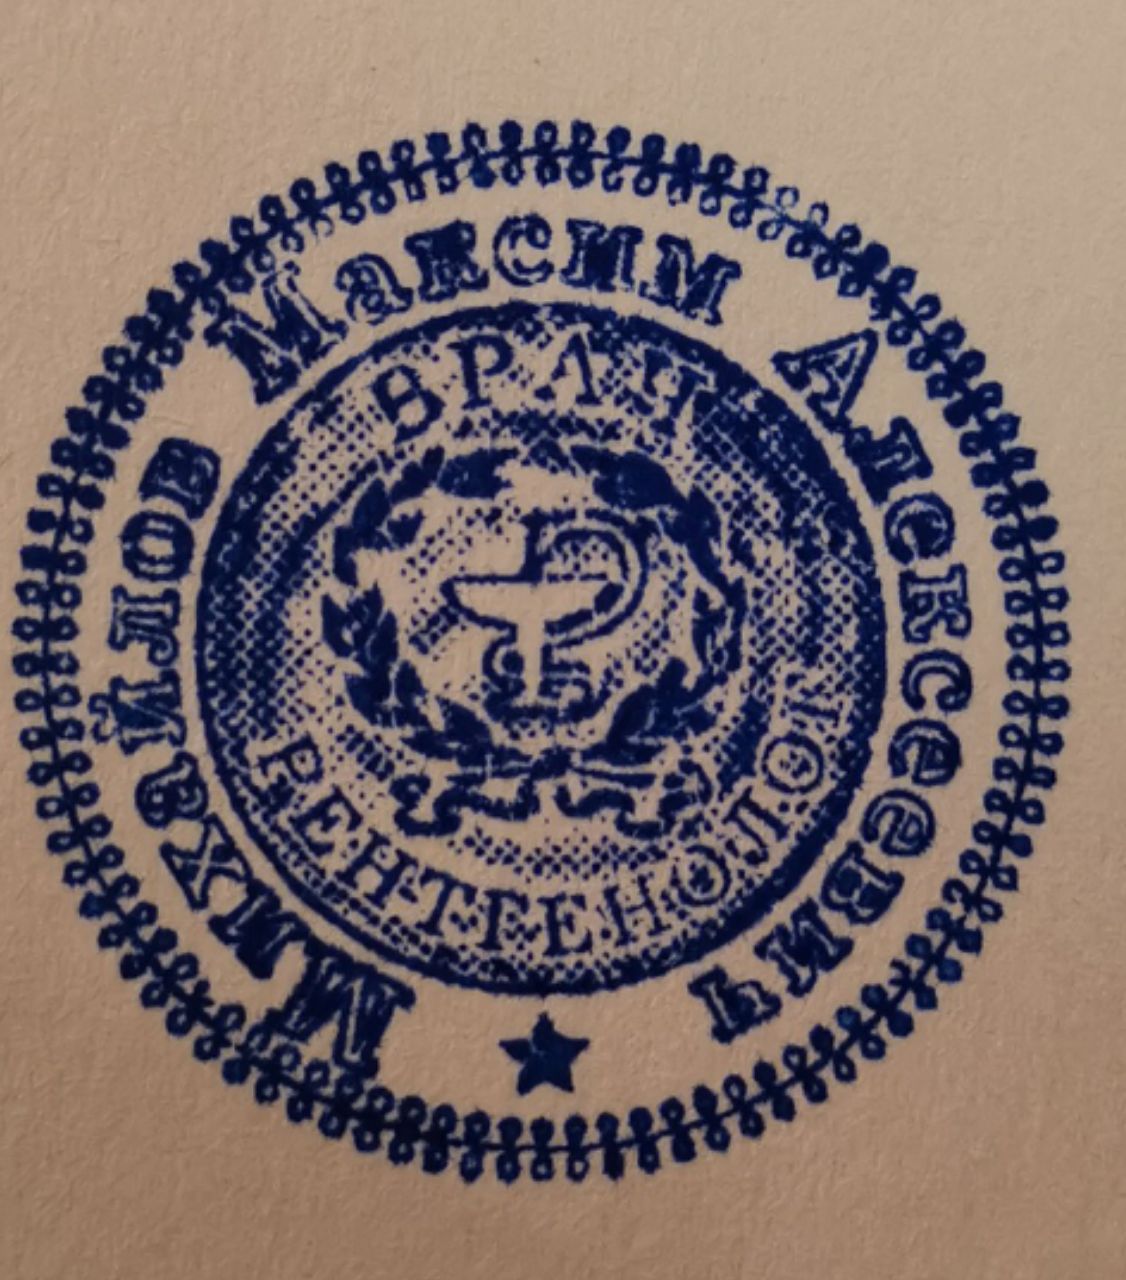 Михайлов Максим Алексеевич
ВРАЧ
РЕНТГЕНОЛОГ